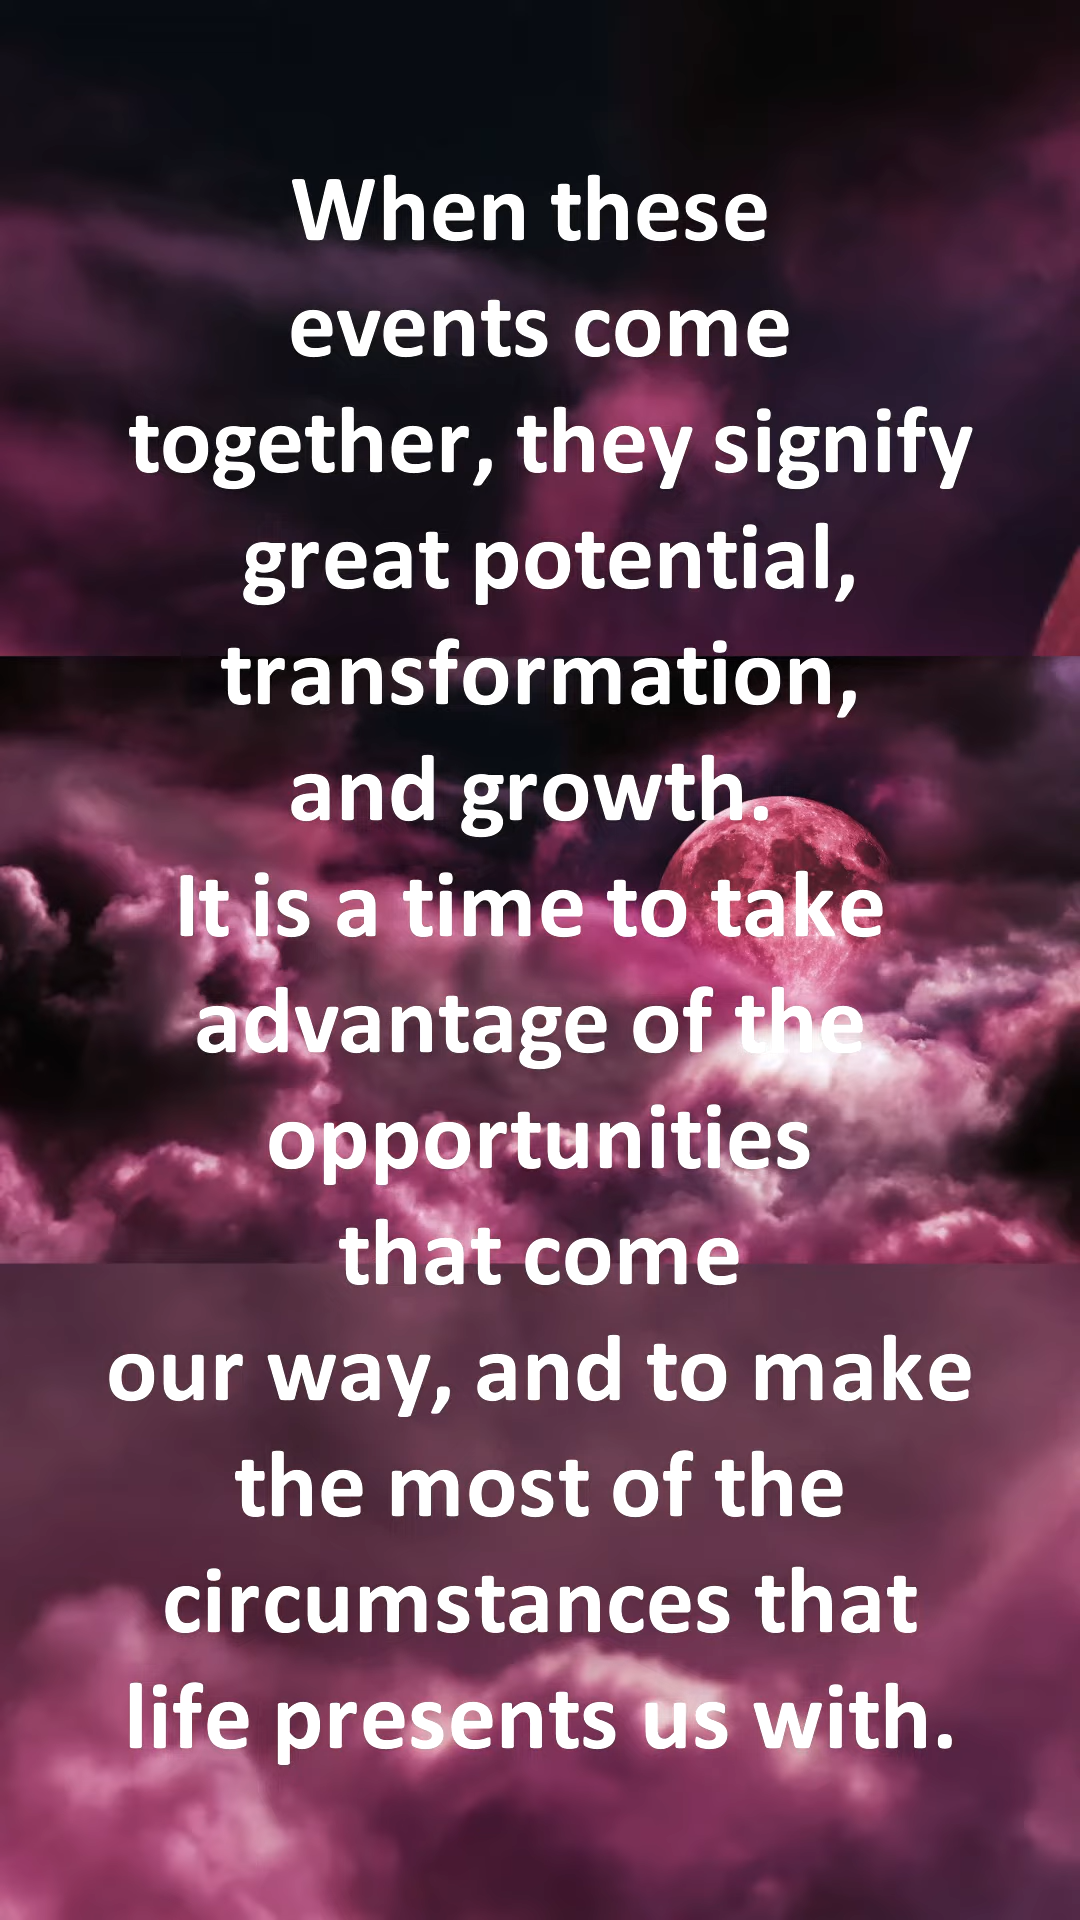 When these
events come
together, they signify
great potential,
transformation,
and growth.
It is a time to take
advantage of the
opportunities
that come
our way, and to make
the most of the
circumstances that
life presents us with.